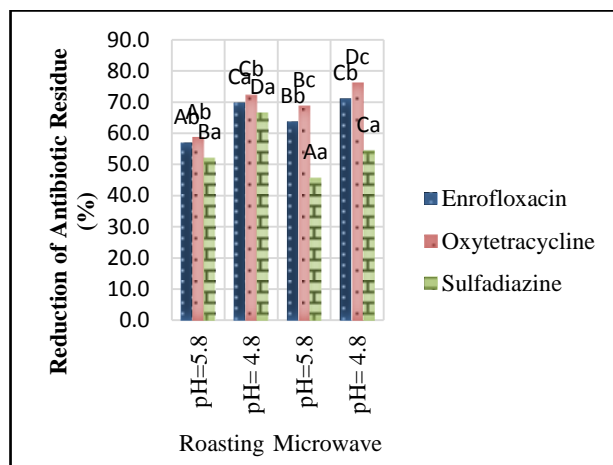 Reduction of Antibiotic Residue
(%)
90.0
80.0
70.0
60.0
50.0
40.0
30.0
20.0
10.0
0.0
Ab
Ab
Ba
Ca
Cb
Da
Bb
Bc
Aa
Cb
Dc
Ca
pH=5.8
pH= 4.8
pH=5.8
pH= 4.8
Roasting Microwave
Enrofloxacin
Oxytetracycline
Sulfadiazine